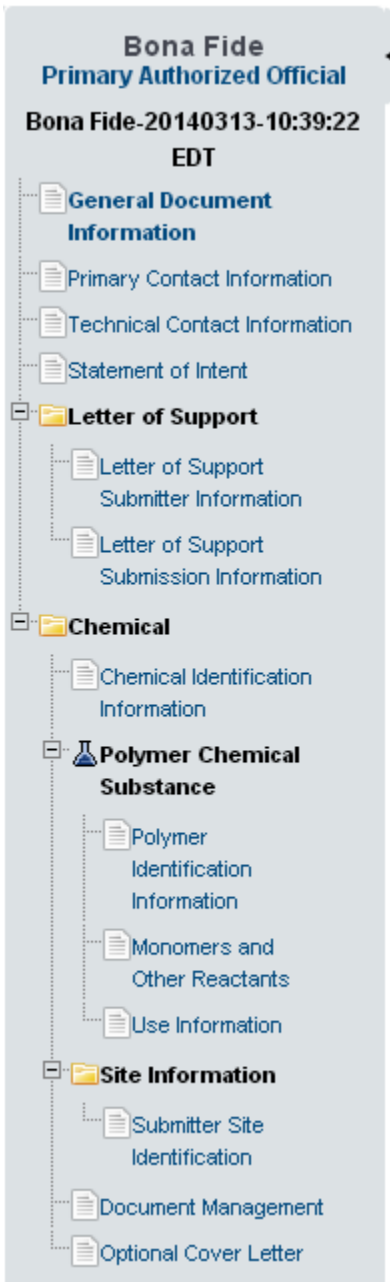 Bona Fide
Primary Authorized Official
Bona Fide-20140313-10:39:22
EDT
General Document
Information
Primary Contact Information
Technical Contact Information
Statement of Intent
Letter of Support
Letter of Support
Submitter Information
Letter of Support
Submission Information
Chemical
Chemical Identification
Information
Polymer Chemical
Substance
Polymer
Identification
Information
Monomers and
Other Reactants
Use Information
Site Information
Submitter Site
Identification
Document Management
Optional Cover Letter